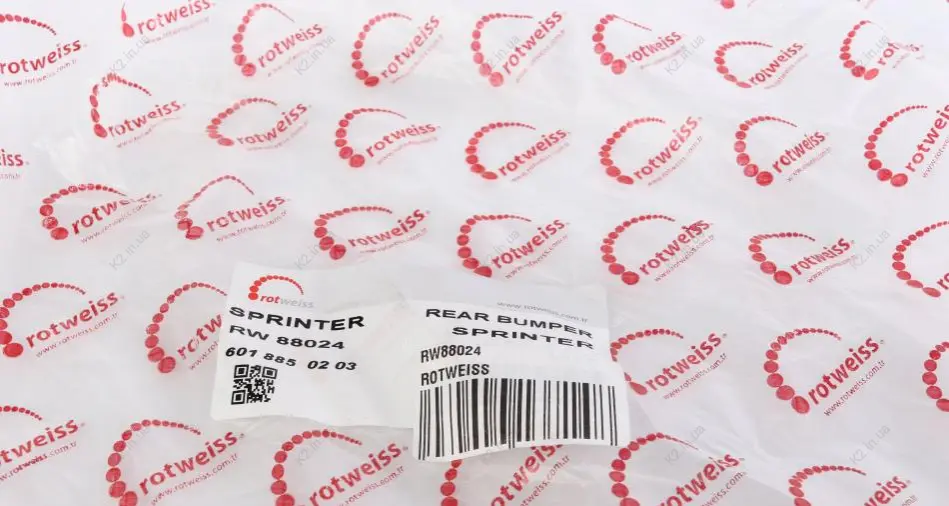 rotweiss
SPRINTER
RW 88024
601 885 02 03
www.rotweiss.com.tr
REAR BUMPER
SPRINTER
RW88024
ROTWEISS
rotweiss
www.rotweiss.com.tr
K2.in.ua